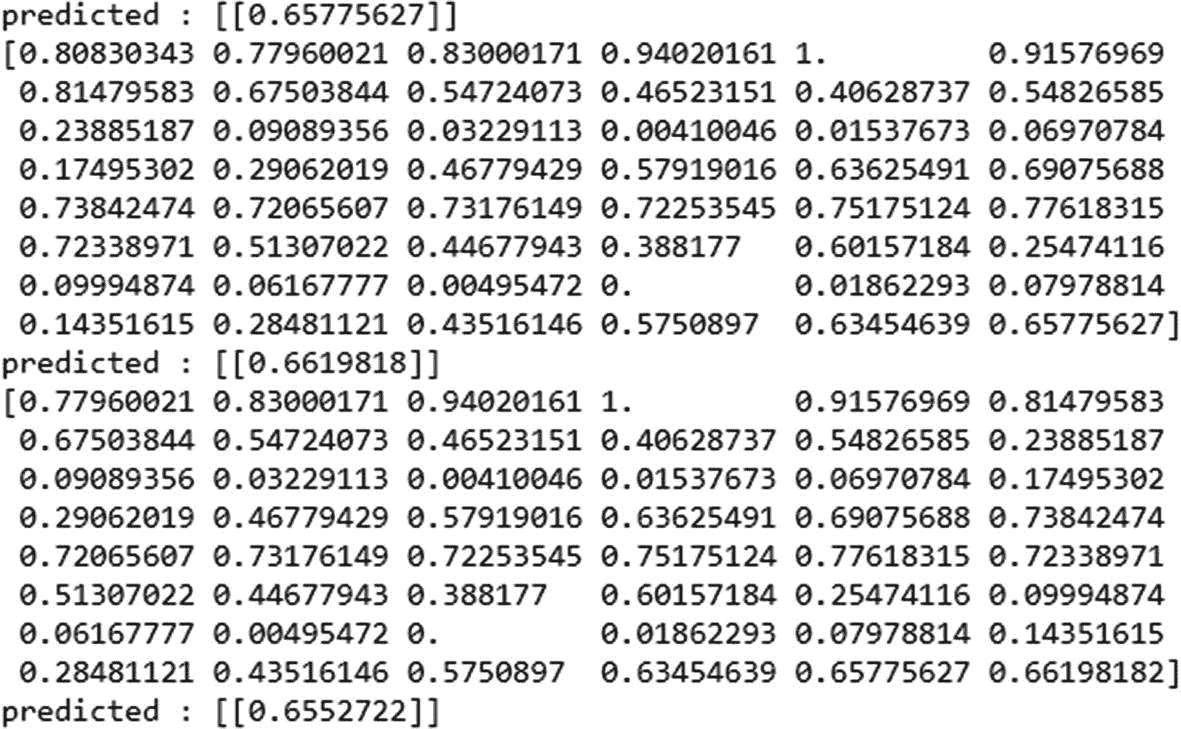 predicted : [[0.65775627]]
[0.80830343 0.77960021 0.83000171 0.94020161 1.         0.91576969
 0.81479583 0.67503844 0.54724073 0.46523151 0.40628737 0.54826585
 0.23885187 0.09089356 0.03229113 0.00410046 0.01537673 0.06970784
 0.17495302 0.29062019 0.46779429 0.57919016 0.63625491 0.69075688
 0.73842474 0.72065607 0.73176149 0.72253545 0.75175124 0.77618315
 0.72338971 0.51307022 0.44677943 0.388177   0.60157184 0.25474116
 0.09994874 0.06167777 0.00495472 0.         0.01862293 0.07978814
 0.14351615 0.28481121 0.43516146 0.5750897  0.63454639 0.65775627]
predicted : [[0.6619818]]
[0.77960021 0.83000171 0.94020161 1.         0.91576969 0.81479583
 0.67503844 0.54724073 0.46523151 0.40628737 0.54826585 0.23885187
 0.09089356 0.03229113 0.00410046 0.01537673 0.06970784 0.17495302
 0.29062019 0.46779429 0.57919016 0.63625491 0.69075688 0.73842474
 0.72065607 0.73176149 0.72253545 0.75175124 0.77618315 0.72338971
 0.51307022 0.44677943 0.388177   0.60157184 0.25474116 0.09994874
 0.06167777 0.00495472 0.         0.01862293 0.07978814 0.14351615
 0.28481121 0.43516146 0.5750897  0.63454639 0.65775627 0.66198182]
predicted : [[0.6552722]]